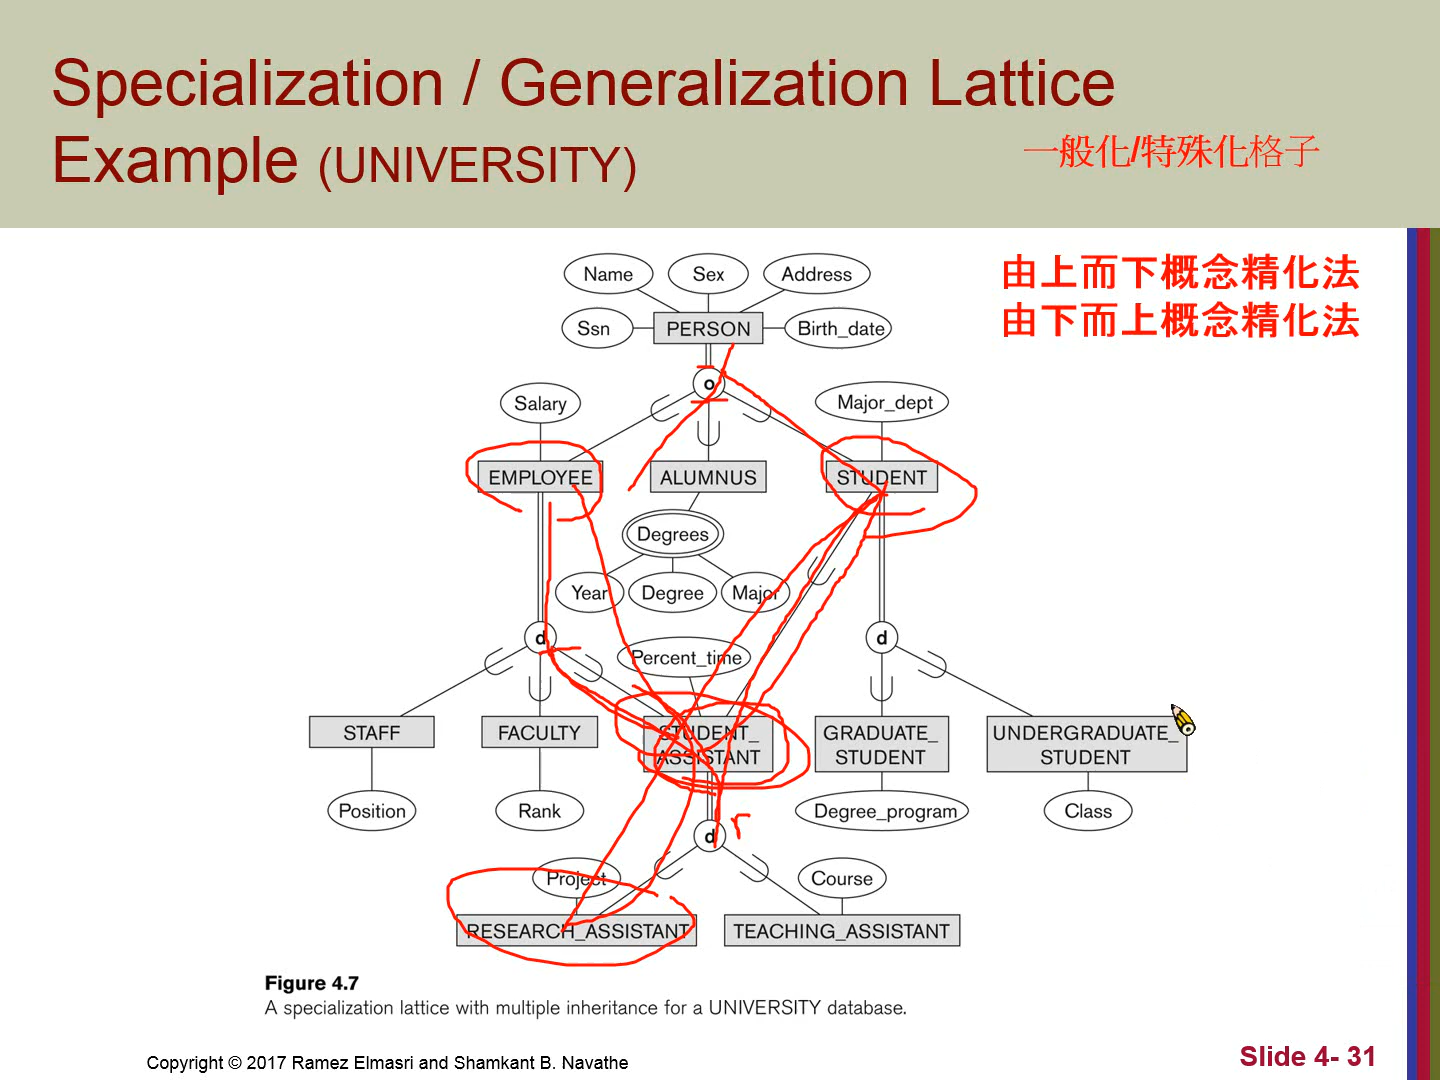 Specialization / Generalization Lattice
Example (UNIVERSITY)
一般化/特殊化格子
由上而下概念精化法
由下而上概念精化法
Name
Sex
Address
Ssn
PERSON
Birth_date
o
Salary
Major_dept
EMPLOYEE
ALUMNUS
STUDENT
Degrees
Year
Degree
Major
d
d
Percent_time
STAFF
FACULTY
STUDENT_
ASSISTANT
GRADUATE_
STUDENT
UNDERGRADUATE_
STUDENT
Position
Rank
Degree_program
Class
d
r
Project
Course
RESEARCH_ASSISTANT
TEACHING_ASSISTANT
Figure 4.7
A specialization lattice with multiple inheritance for a UNIVERSITY database.
Copyright © 2017 Ramez Elmasri and Shamkant B. Navathe
Slide 4- 31